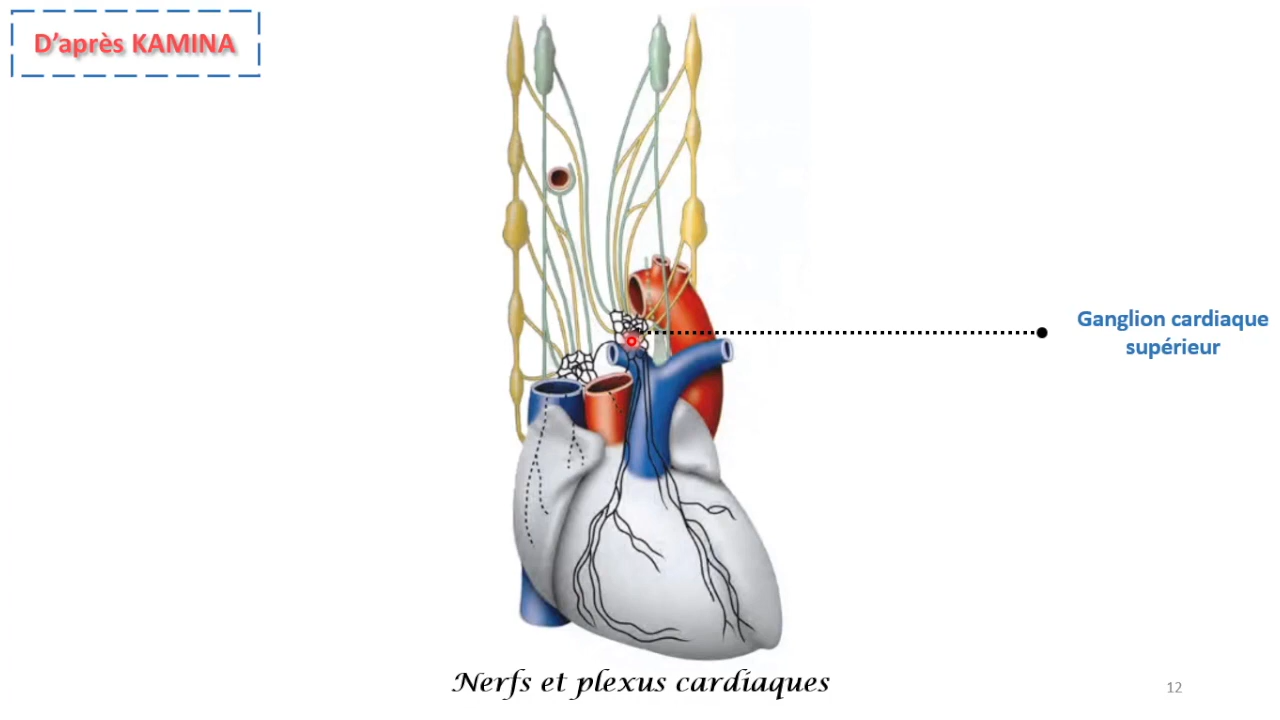 D'après KAMINA
Ganglion cardiaque
supérieur
Nerfs et plexus cardiaques
12